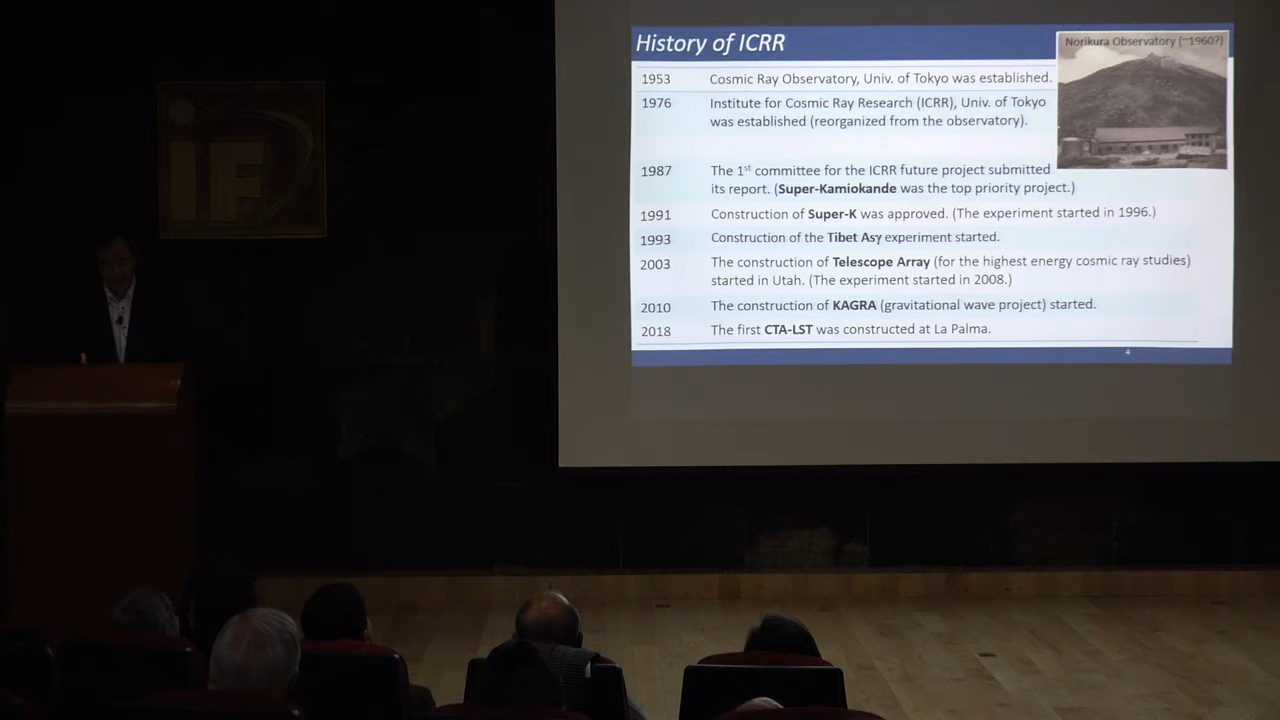 History of ICRR
Norikura Observatory (~1960?)
1953 Cosmic Ray Observatory, Univ. of Tokyo was established.
1976 Institute for Cosmic Ray Research (ICRR), Univ. of Tokyo
was established (reorganized from the observatory).
1987 The 1st committee for the ICRR future project submitted
its report. (Super-Kamiokande was the top priority project.)
1991 Construction of Super-K was approved. (The experiment started in 1996.)
1993 Construction of the Tibet Asγ experiment started.
2003 The construction of Telescope Array (for the highest energy cosmic ray studies)
started in Utah. (The experiment started in 2008.)
2010 The construction of KAGRA (gravitational wave project) started.
2018 The first CTA-LST was constructed at La Palma.
4
IF